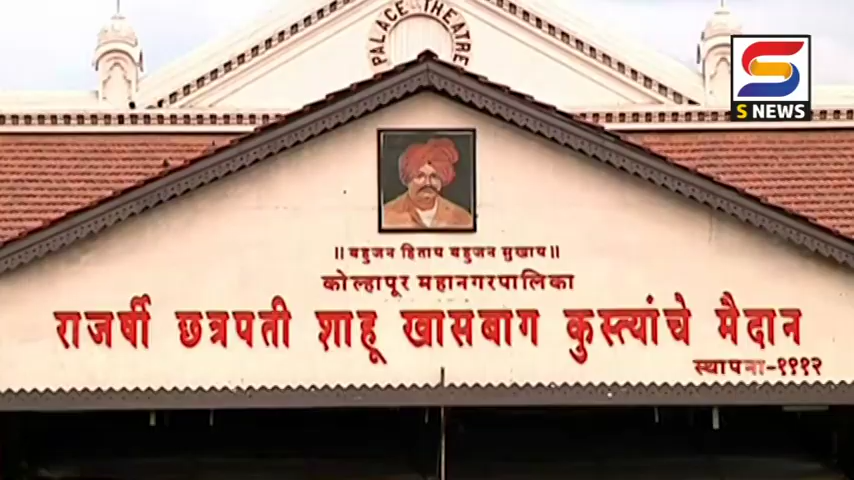 PALACE THEATRE
S NEWS
॥ बहुजन हिताय बहुजन सुखाय॥
कोल्हापूर महानगरपालिका
राजर्षी छत्रपती शाहू खासबाग कुस्त्यांचे मैदान
स्थापना-१९१२